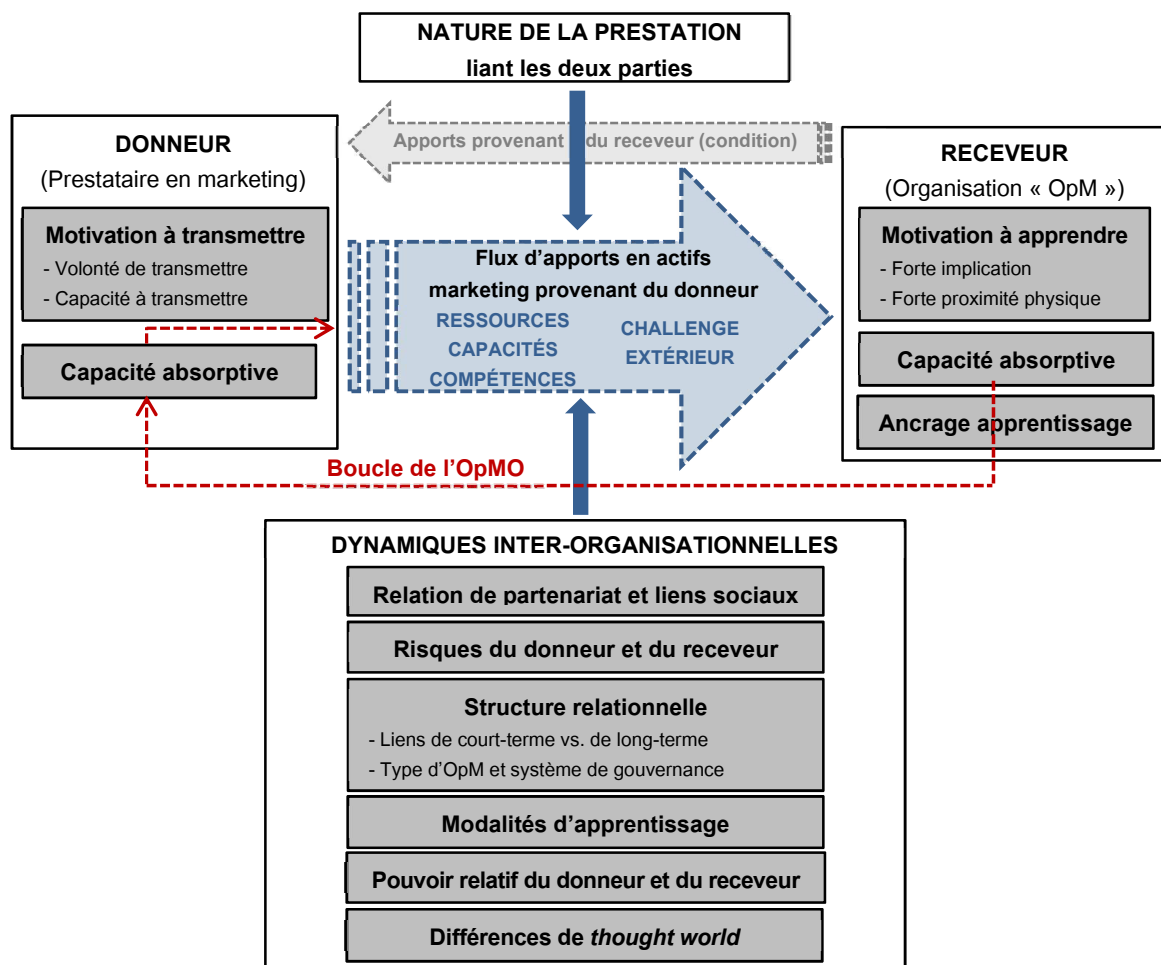 NATURE DE LA PRESTATION
liant les deux parties
Apports provenant du receveur (condition)
DONNEUR
(Prestataire en marketing)
Motivation à transmettre
- Volonté de transmettre
- Capacité à transmettre
Capacité absorptive
Flux d'apports en actifs
marketing provenant du donneur
RESSOURCES
CAPACITÉS
COMPÉTENCES
CHALLENGE
EXTÉRIEUR
RECEVEUR
(Organisation « OpM »)
Motivation à apprendre
- Forte implication
- Forte proximité physique
Capacité absorptive
Ancrage apprentissage
Boucle de l'OpMO
DYNAMIQUES INTER-ORGANISATIONNELLES
Relation de partenariat et liens sociaux
Risques du donneur et du receveur
Structure relationnelle
- Liens de court-terme vs. de long-terme
- Type d'OpM et système de gouvernance
Modalités d'apprentissage
Pouvoir relatif du donneur et du receveur
Différences de thought world